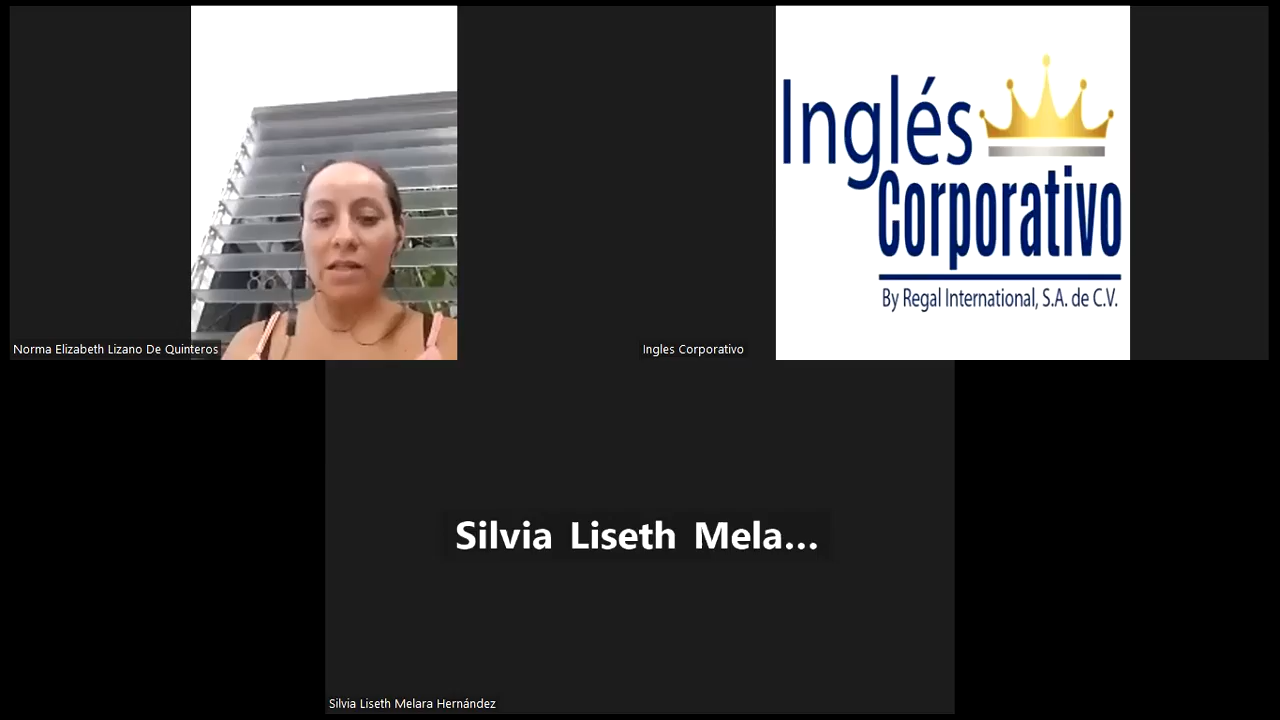 Inglés
Corporativo
By Regal International, S.A. de C.V.
Norma Elizabeth Lizano De Quinteros
Ingles Corporativo
Silvia Liseth Mela...
Silvia Liseth Melara Hernández